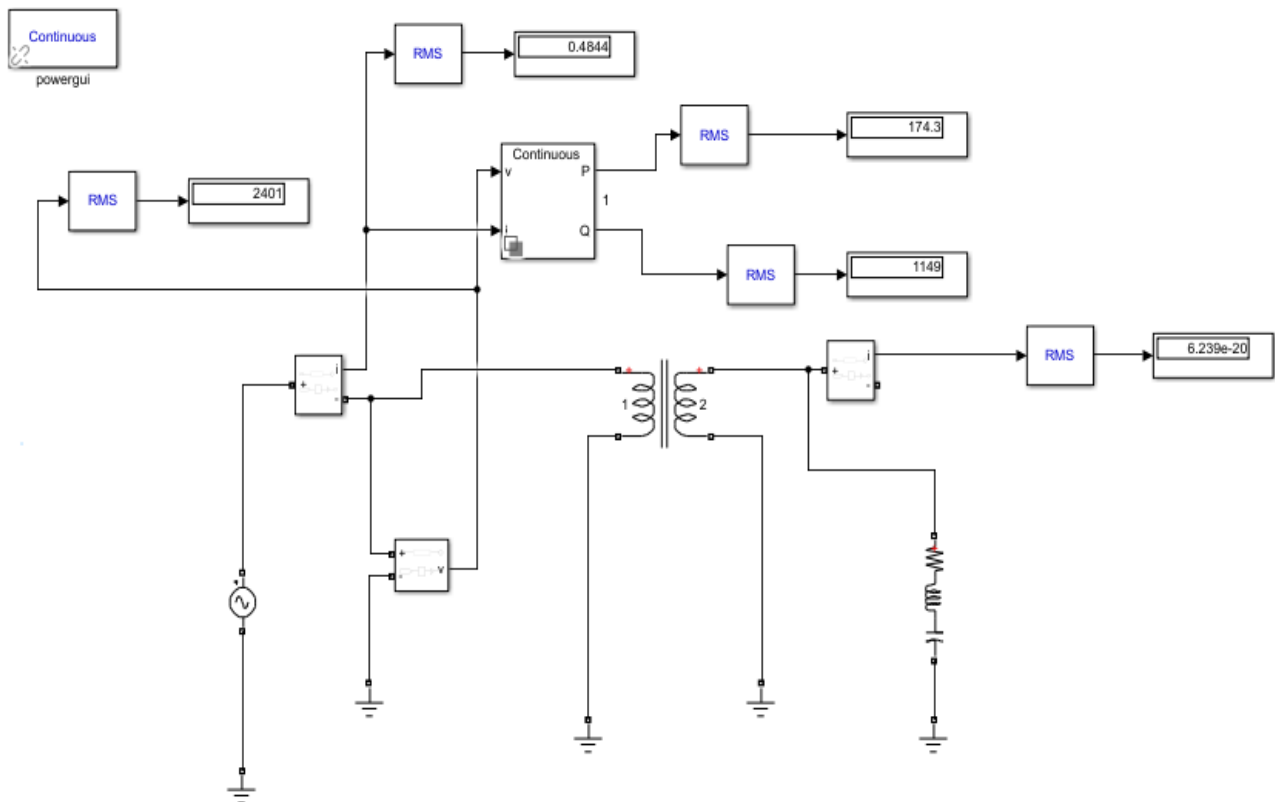 Continuous
powergui
RMS
0.4844
RMS
174.3
Continuous
v
P
i
Q
1
RMS
2401
RMS
1149
i
+
-
1
2
i
+
-
RMS
6.239e-20
+
-
v